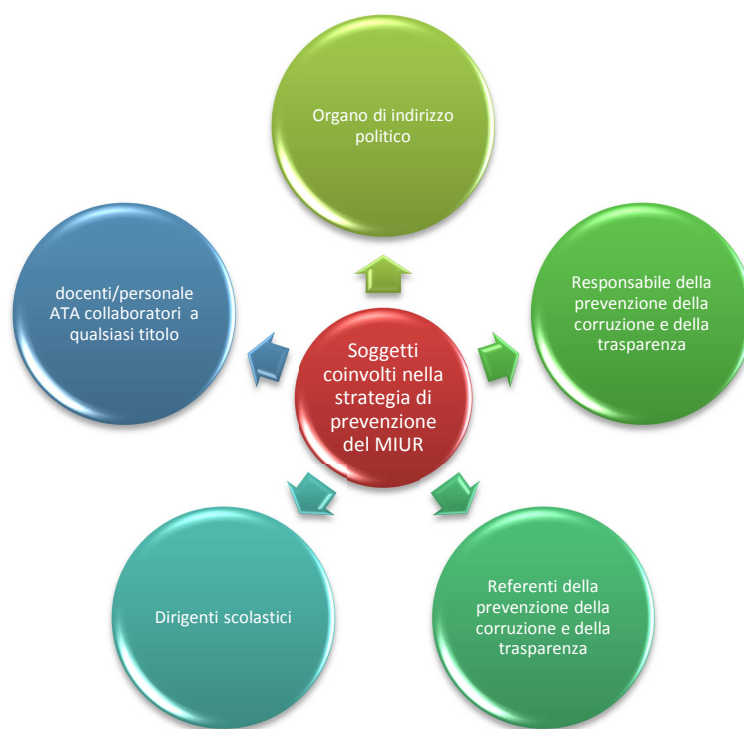 Organo di indirizzo
politico
Responsabile della
prevenzione della
corruzione e della
trasparenza
Referenti della
prevenzione della
corruzione e della
trasparenza
Dirigenti scolastici
docenti/personale
ATA collaboratori a
qualsiasi titolo
Soggetti
coinvolti nella
strategia di
prevenzione
del MIUR